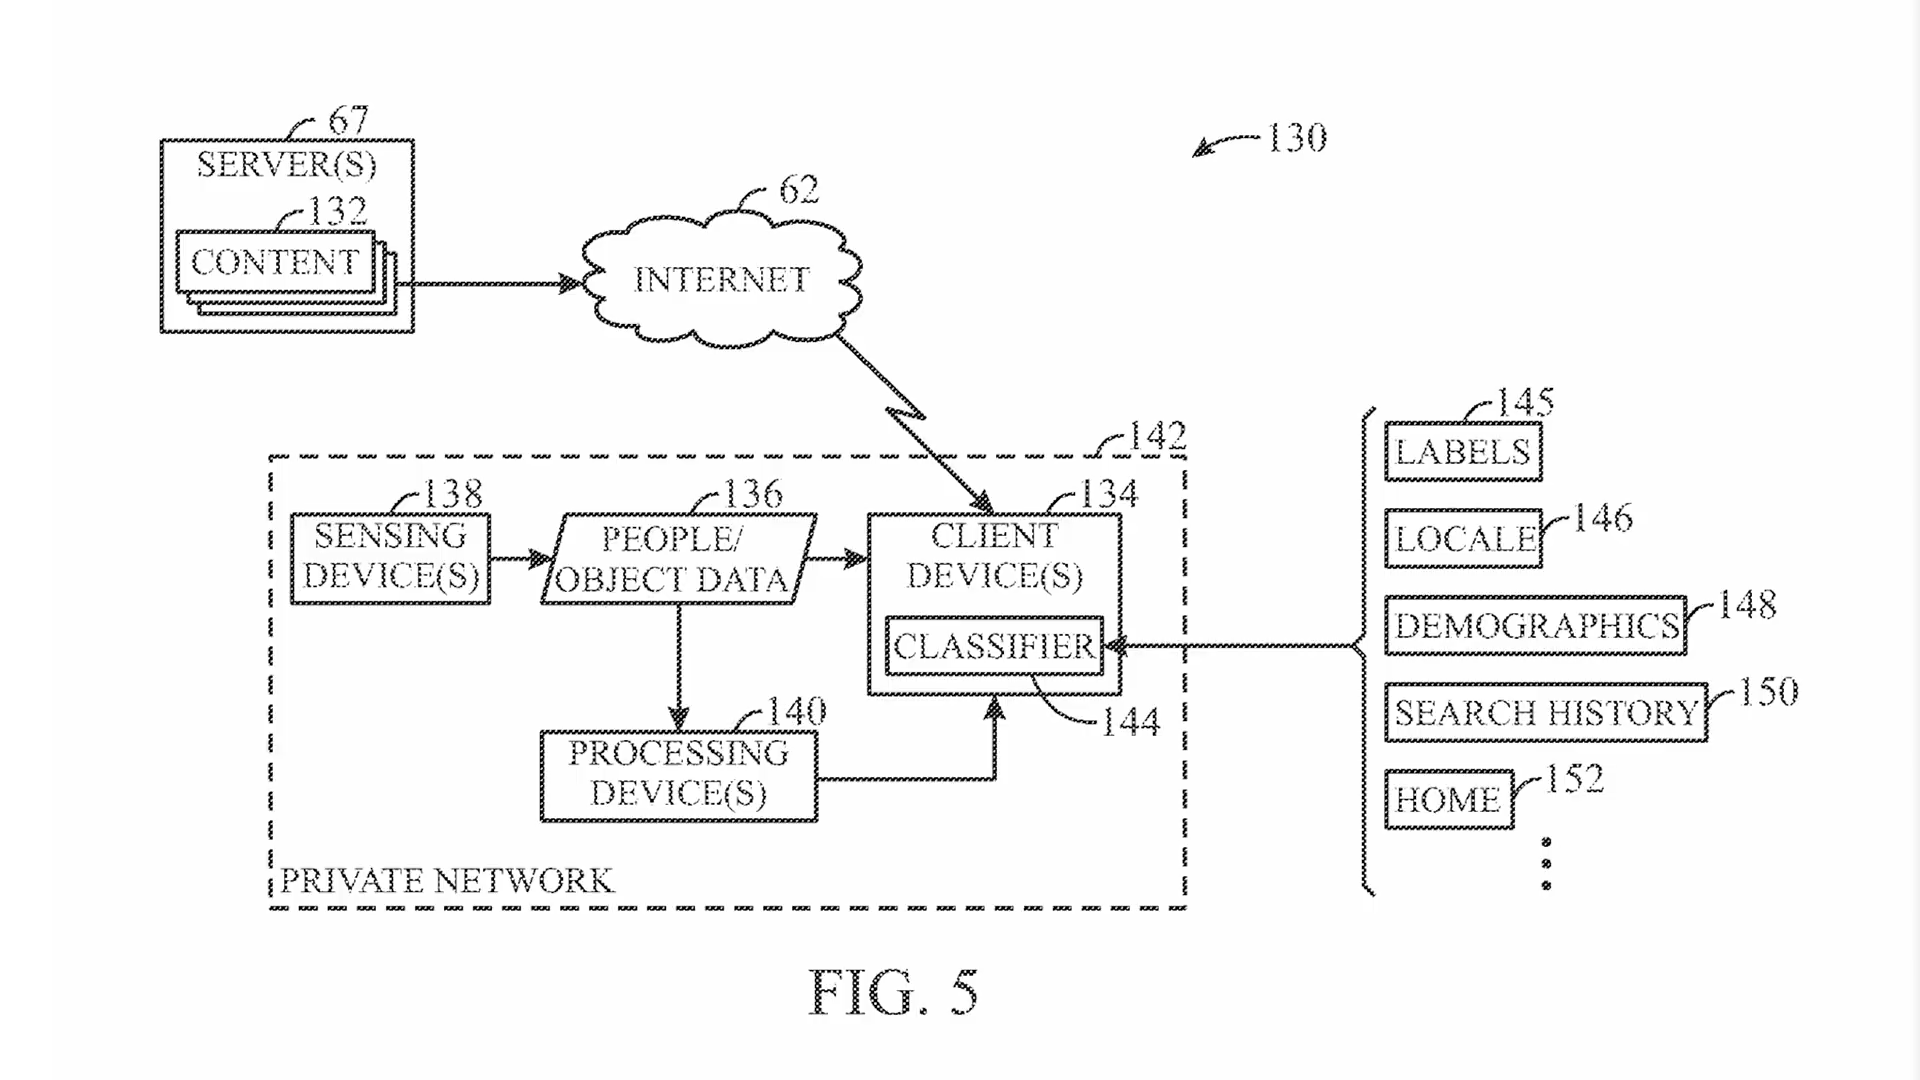 67
SERVER(S)
132
CONTENT
62
INTERNET
130
142
138
SENSING
DEVICE(S)
136
PEOPLE/
OBJECT DATA
134
CLIENT
DEVICE(S)
CLASSIFIER
144
140
PROCESSING
DEVICE(S)
PRIVATE NETWORK
145
LABELS
146
LOCALE
148
DEMOGRAPHICS
150
SEARCH HISTORY
152
HOME
FIG. 5